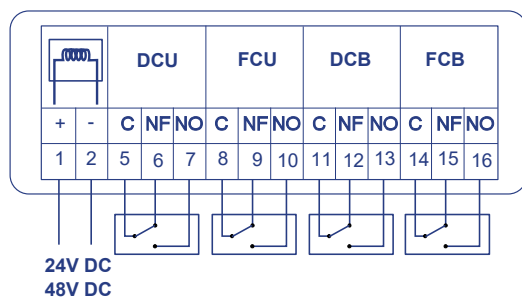 DCU FCU DCB FCB
+ - C NF NO C NF NO C NF NO C NF NO
1 2 5 6 7 8 9 10 11 12 13 14 15 16
24V DC
48V DC